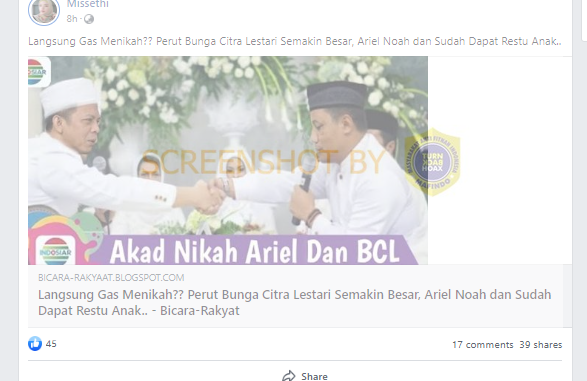 Missethi
8h
Langsung Gas Menikah?? Perut Bunga Citra Lestari Semakin Besar, Ariel Noah dan Sudah Dapat Restu Anak..
INDOSIAR
SCREENSHOT BY
TURN
BACK
HOAX
MAFINDO
INDOSIAR
Akad Nikah Ariel Dan BCL
BICARA-RAKYAAT.BLOGSPOT.COM
Langsung Gas Menikah?? Perut Bunga Citra Lestari Semakin Besar, Ariel Noah dan Sudah
Dapat Restu Anak.. - Bicara-Rakyat
45
17 comments 39 shares
Share